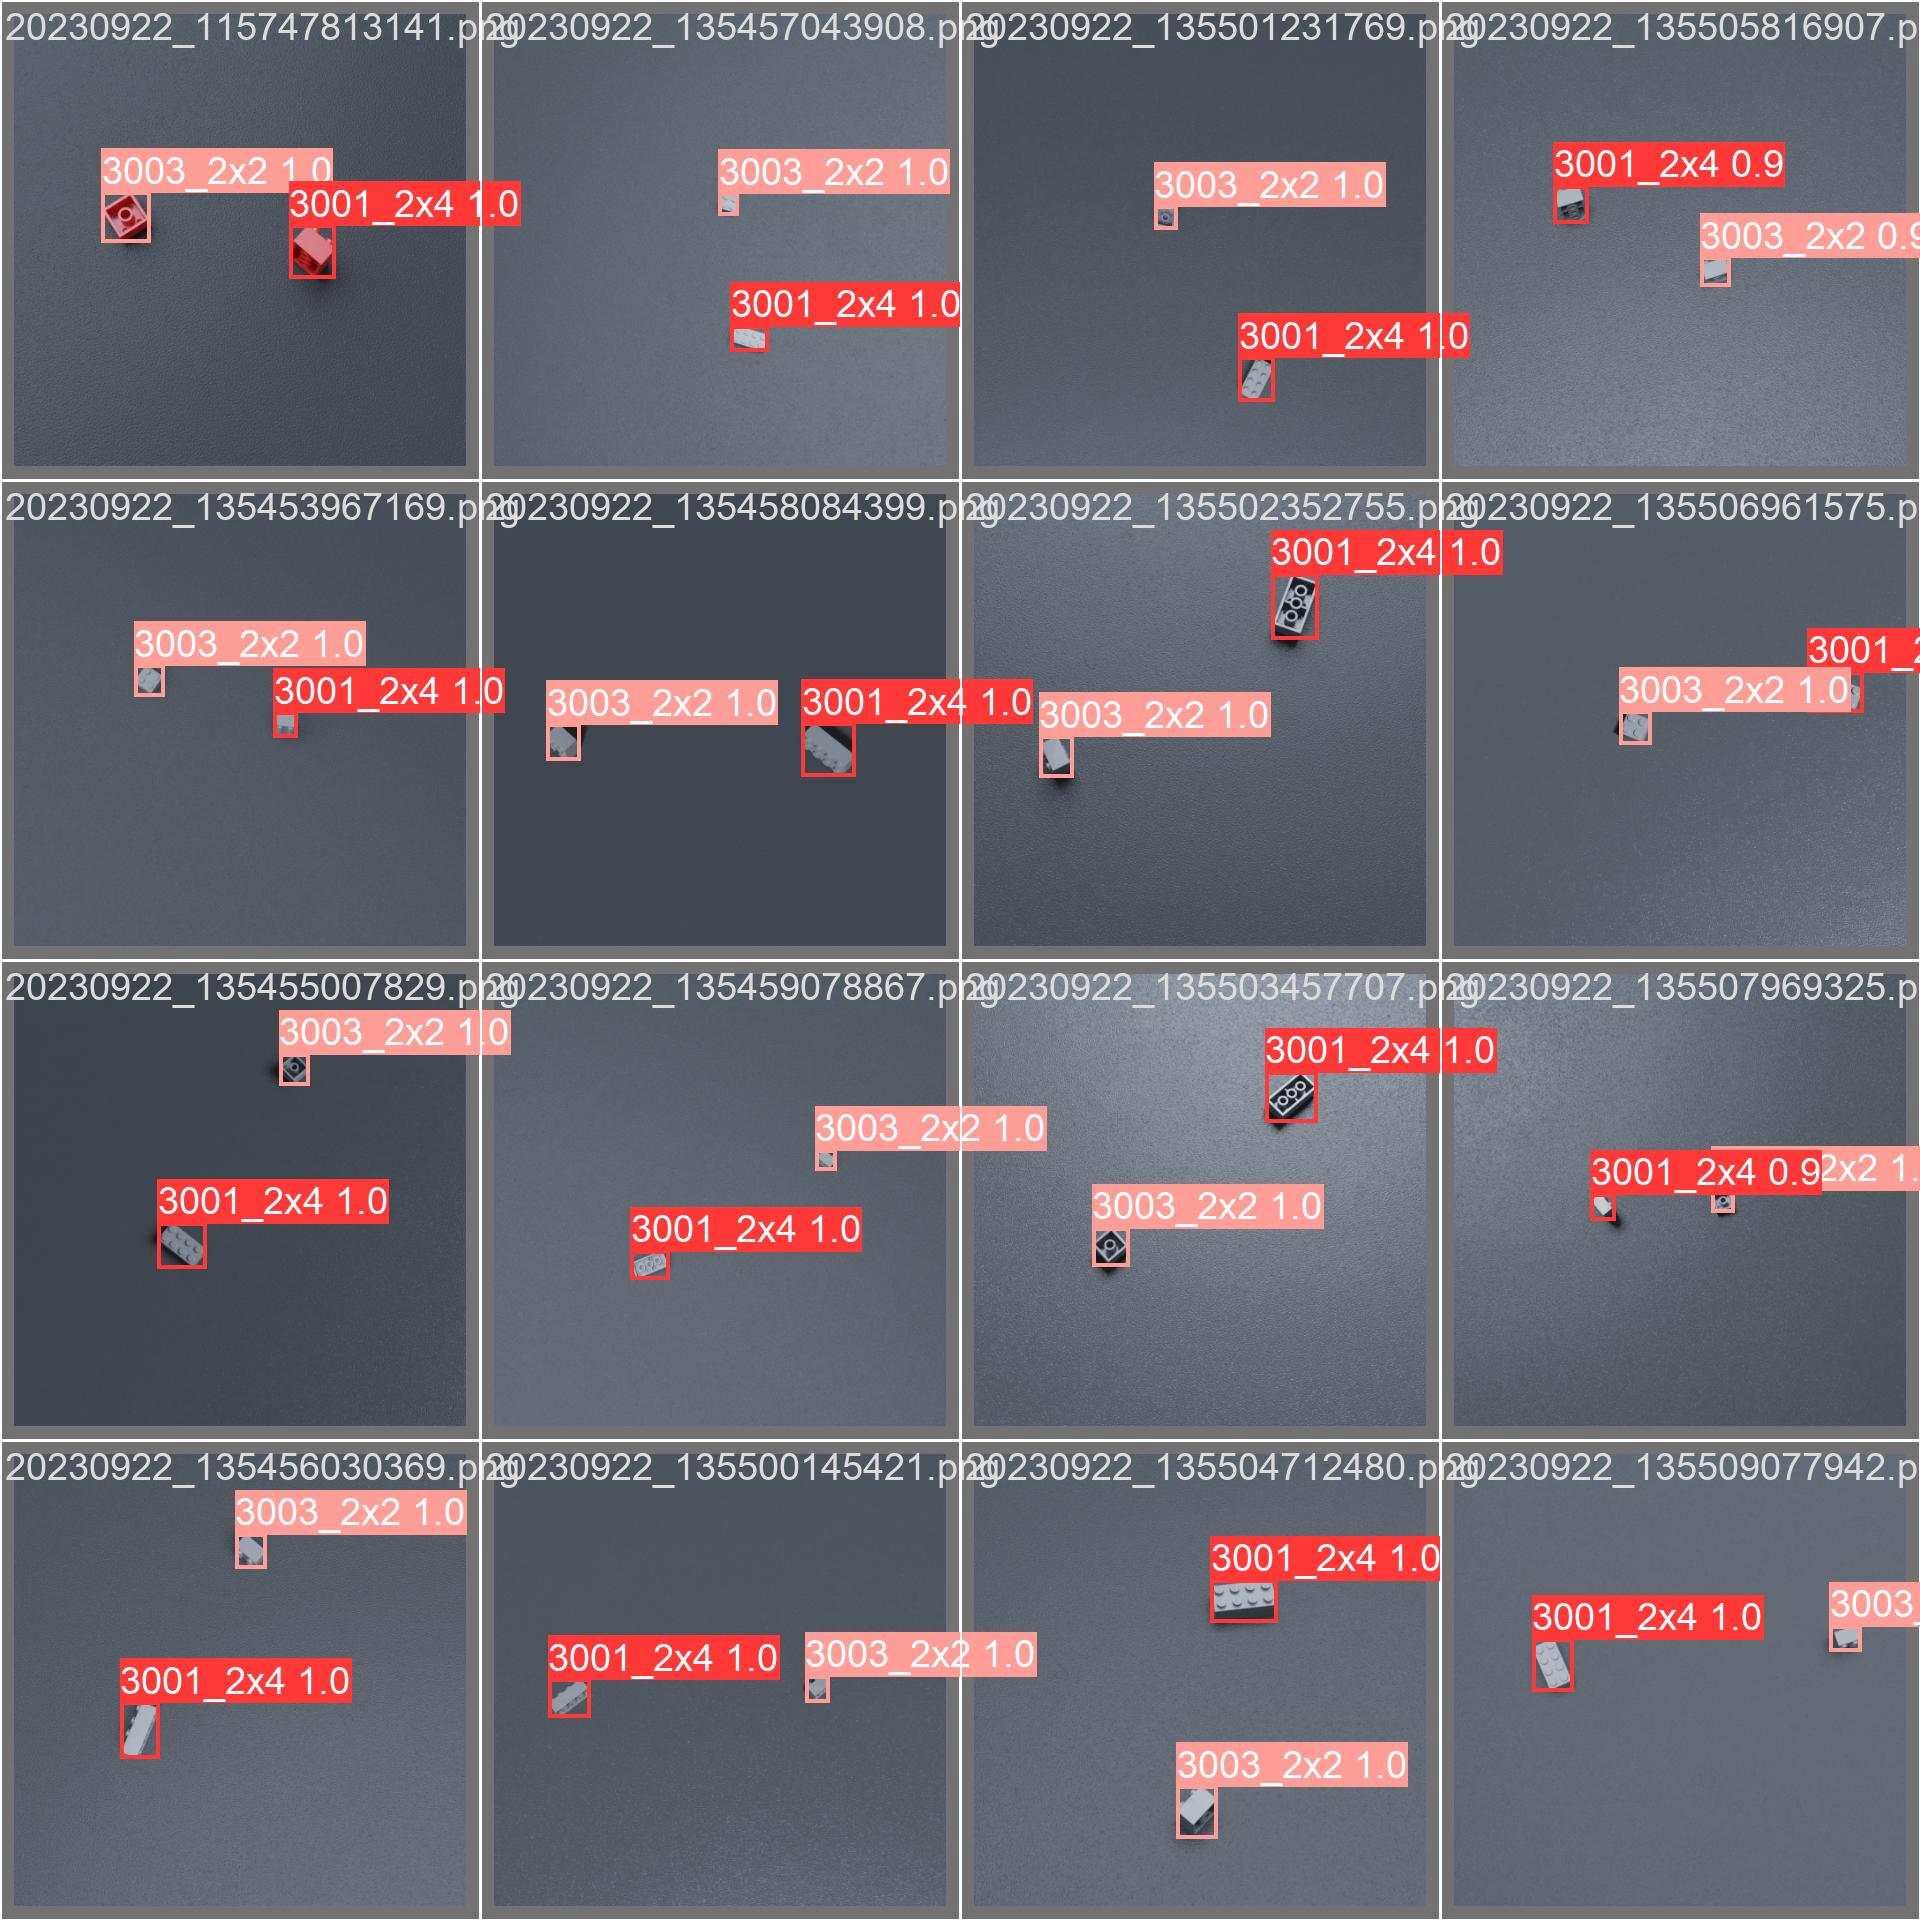 20230922_115747813141.png
3003_2x2 1.0
3001_2x4 1.0
20230922_135457043908.png
3003_2x2 1.0
3001_2x4 1.0
20230922_135501231769.png
3003_2x2 1.0
3001_2x4 1.0
20230922_135505816907.p
3001_2x4 0.9
3003_2x2 0.9
20230922_135453967169.png
3003_2x2 1.0
3001_2x4 1.0
20230922_135458084399.png
3003_2x2 1.0
3001_2x4 1.0
20230922_135502352755.png
3001_2x4 1.0
3003_2x2 1.0
20230922_135506961575.p
3001_2
3003_2x2 1.0
20230922_135455007829.png
3003_2x2 1.0
3001_2x4 1.0
20230922_135459078867.png
3003_2x2 1.0
3001_2x4 1.0
20230922_135503457707.png
3001_2x4 1.0
3003_2x2 1.0
20230922_135507969325.p
3001_2x4 0.9
2x2 1.
20230922_135456030369.png
3003_2x2 1.0
3001_2x4 1.0
20230922_135500145421.png
3001_2x4 1.0
3003_2x2 1.0
20230922_135504712480.png
3001_2x4 1.0
3003_2x2 1.0
20230922_135509077942.p
3001_2x4 1.0
3003_